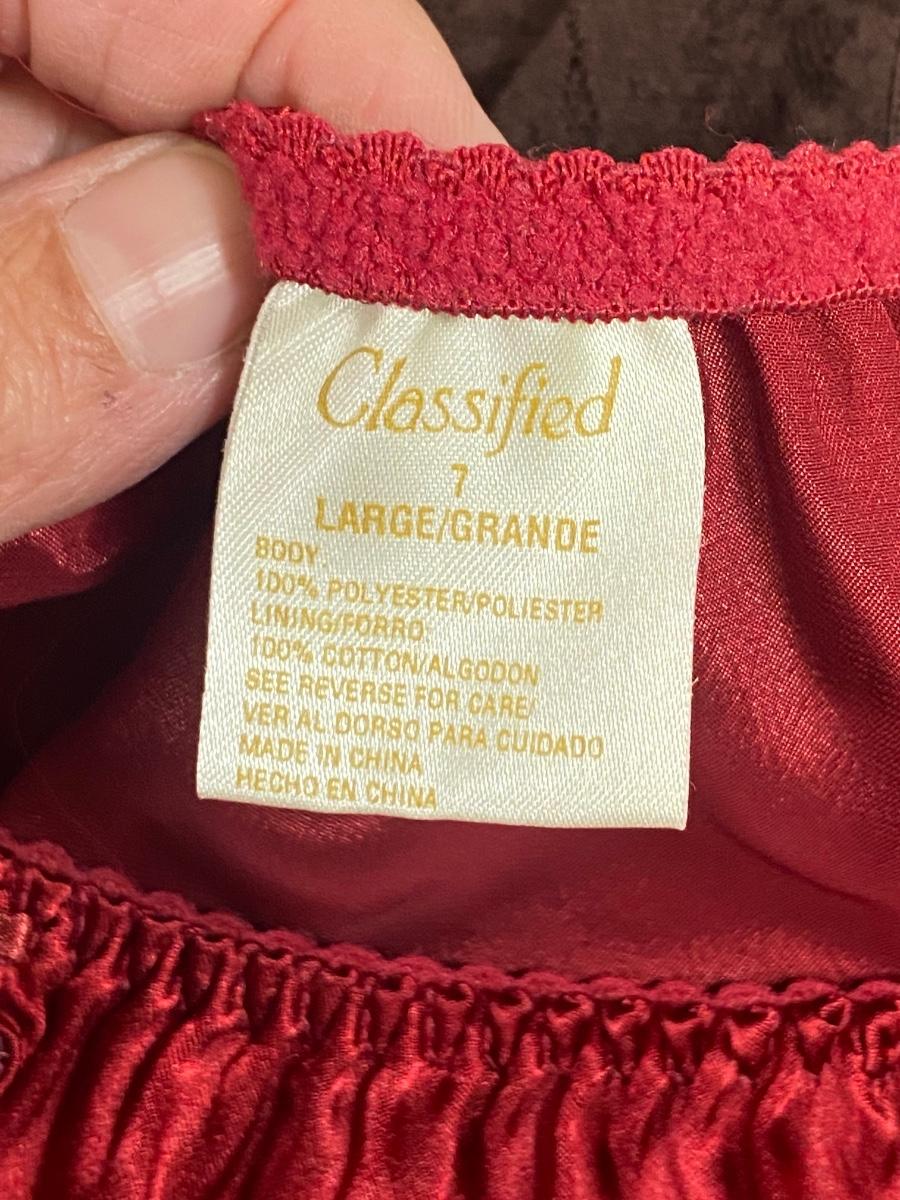 Classified
7
LARGE/GRANDE
BODY:
100% POLYESTER/POLIESTER
LINING/FORRO
100% COTTON/ALGODON
SEE REVERSE FOR CARE/
VER AL DORSO PARA CUIDADO
MADE IN CHINA
HECHO EN CHINA